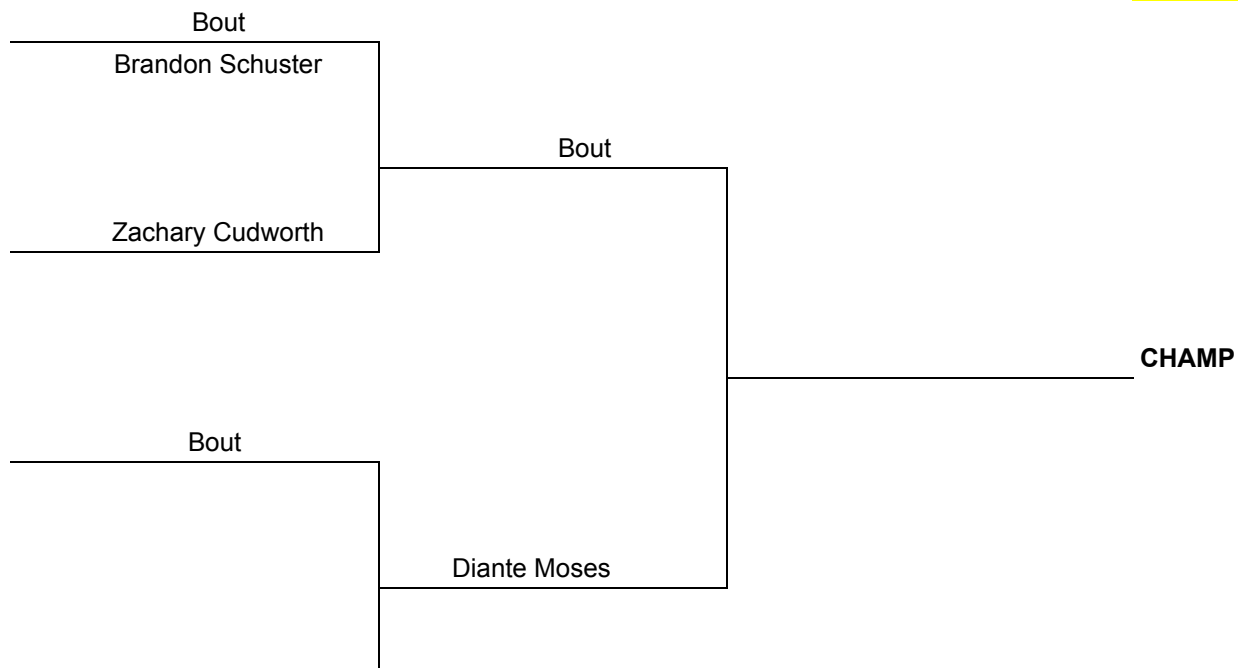 Bout
Brandon Schuster
Bout
Zachary Cudworth
CHAMP
Bout
Diante Moses